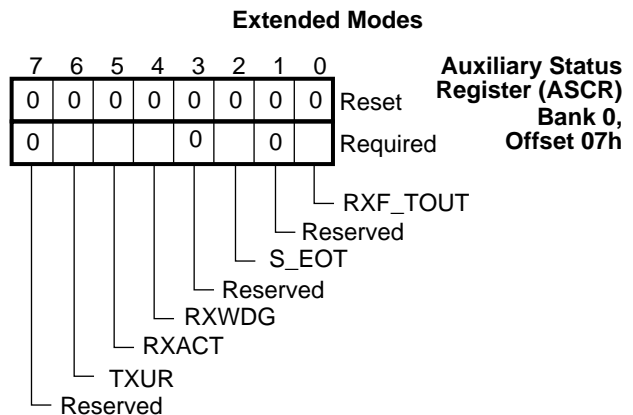 Extended Modes
7 6 5 4 3 2 1 0
Auxiliary Status
Register (ASCR)
Bank 0,
Offset 07h
0 0 0 0 0 0 0 0 Reset
0 0 0 Required
RXF_TOUT
Reserved
S_EOT
Reserved
RXWDG
RXACT
TXUR
Reserved